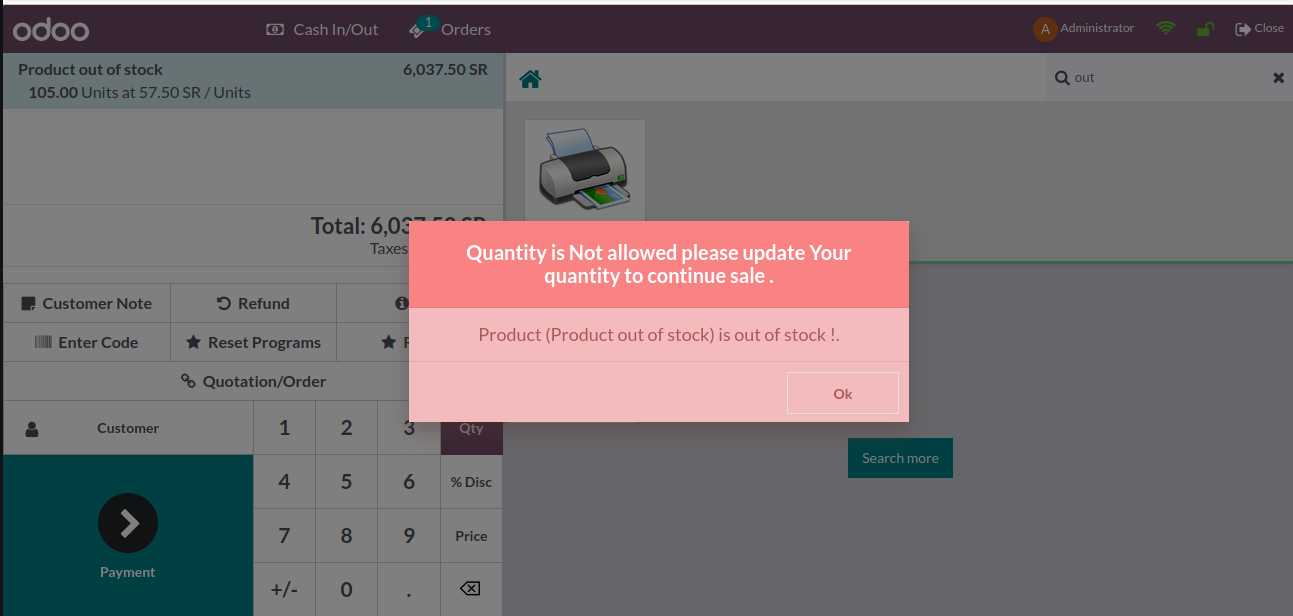 odoo
Cash In/Out
1
Orders
A
Administrator
Close
Product out of stock
6,037.50 SR
105.00 Units at 57.50 SR / Units
out
Total: 6,037.50 SR
Taxes
Quantity is Not allowed please update Your
quantity to continue sale .
Product (Product out of stock) is out of stock !.
Ok
Customer Note
Refund
Enter Code
Reset Programs
Quotation/Order
Customer
1
2
3
Qty
4
5
6
% Disc
7
8
9
Price
+/-
0
.
Payment
Search more